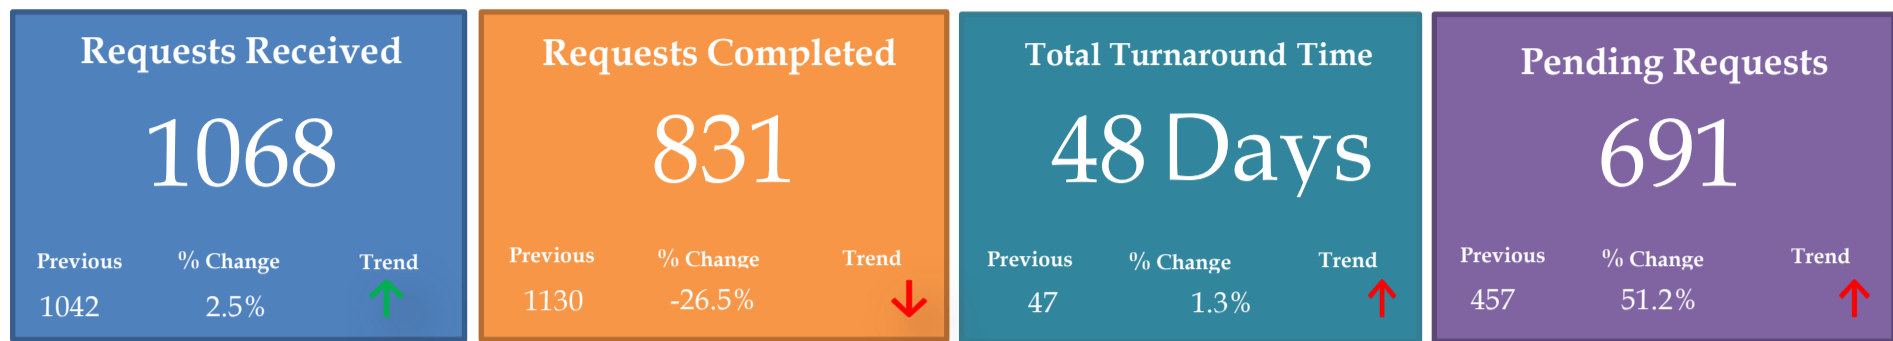 Requests Received
1068
Previous % Change Trend
1042 2.5%
Requests Completed
831
Previous % Change Trend
1130 -26.5%
Total Turnaround Time
48 Days
Previous % Change Trend
47 1.3%
Pending Requests
691
Previous % Change Trend
457 51.2%